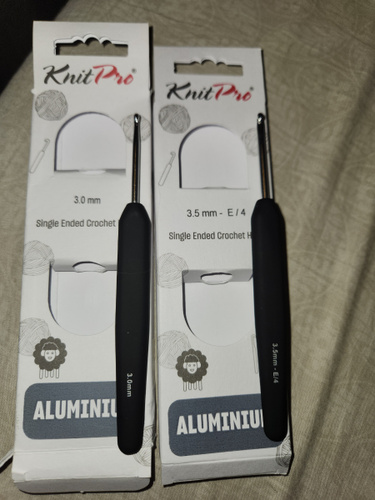 KnitPro®
3.0 mm
Single Ended Crochet
3.0mm
ALUMINIU
KnitPro®
3.5 mm - E / 4
Single Ended Crochet H
3.5mm - E/4
ALUMINIU